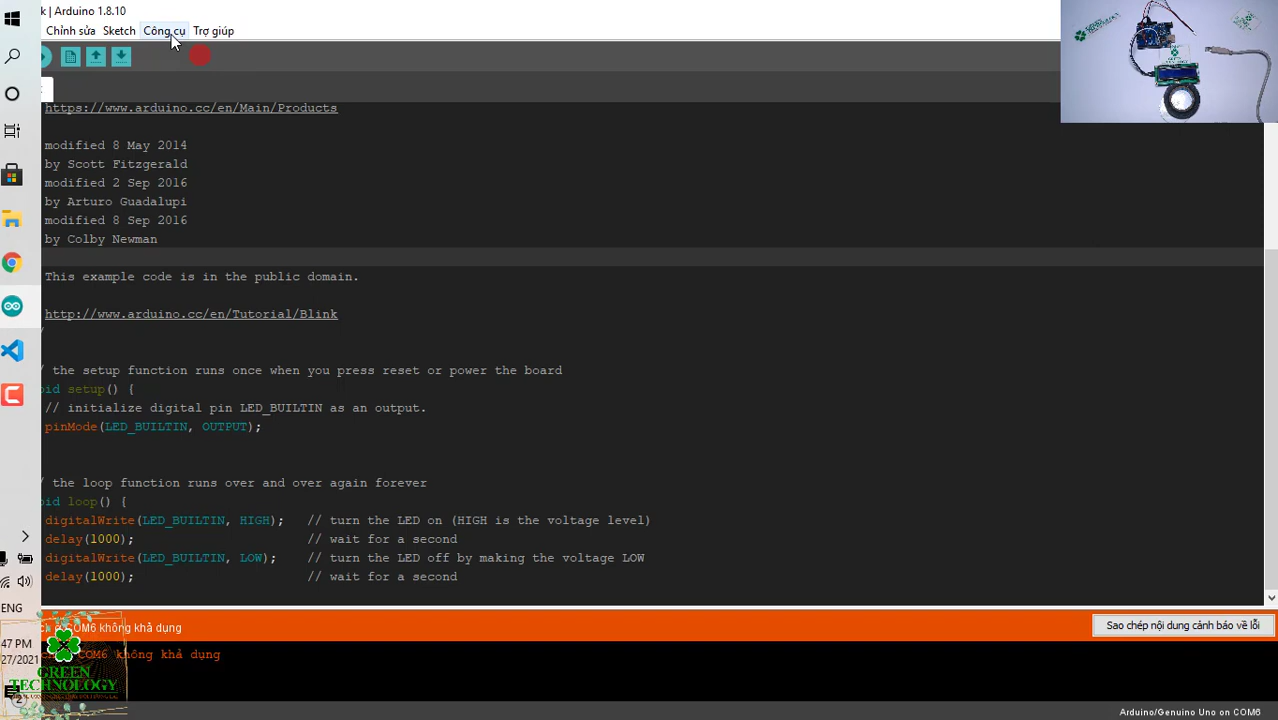 k | Arduino 1.8.10
Chỉnh sửa Sketch Công cụ Trợ giúp
https://www.arduino.cc/en/Main/Products
modified 8 May 2014
by Scott Fitzgerald
modified 2 Sep 2016
by Arturo Guadalupi
modified 8 Sep 2016
by Colby Newman
This example code is in the public domain.
http://www.arduino.cc/en/Tutorial/Blink
/
/ the setup function runs once when you press reset or power the board
oid setup() {
// initialize digital pin LED_BUILTIN as an output.
pinMode(LED_BUILTIN, OUTPUT);
/ the loop function runs over and over again forever
oid loop() {
digitalWrite(LED_BUILTIN, HIGH); // turn the LED on (HIGH is the voltage level)
delay(1000); // wait for a second
digitalWrite(LED_BUILTIN, LOW); // turn the LED off by making the voltage LOW
delay(1000); // wait for a second
COM6 không khả dụng
Sao chép nội dung cảnh báo về lỗi
COM6 không khả dụng
ENG
47 PM
27/2021
GREEN
TECHNOLOGY
2
Arduino/Genuino Uno on COM6